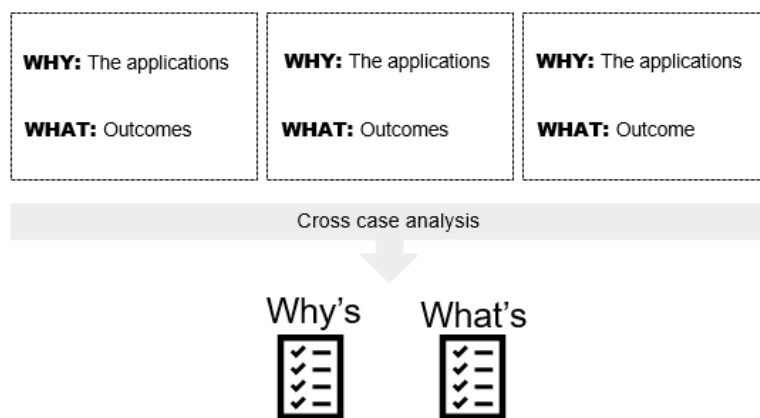 WHY: The applications
WHAT: Outcomes
WHY: The applications
WHAT: Outcomes
WHY: The applications
WHAT: Outcome
Cross case analysis
Why's
What's